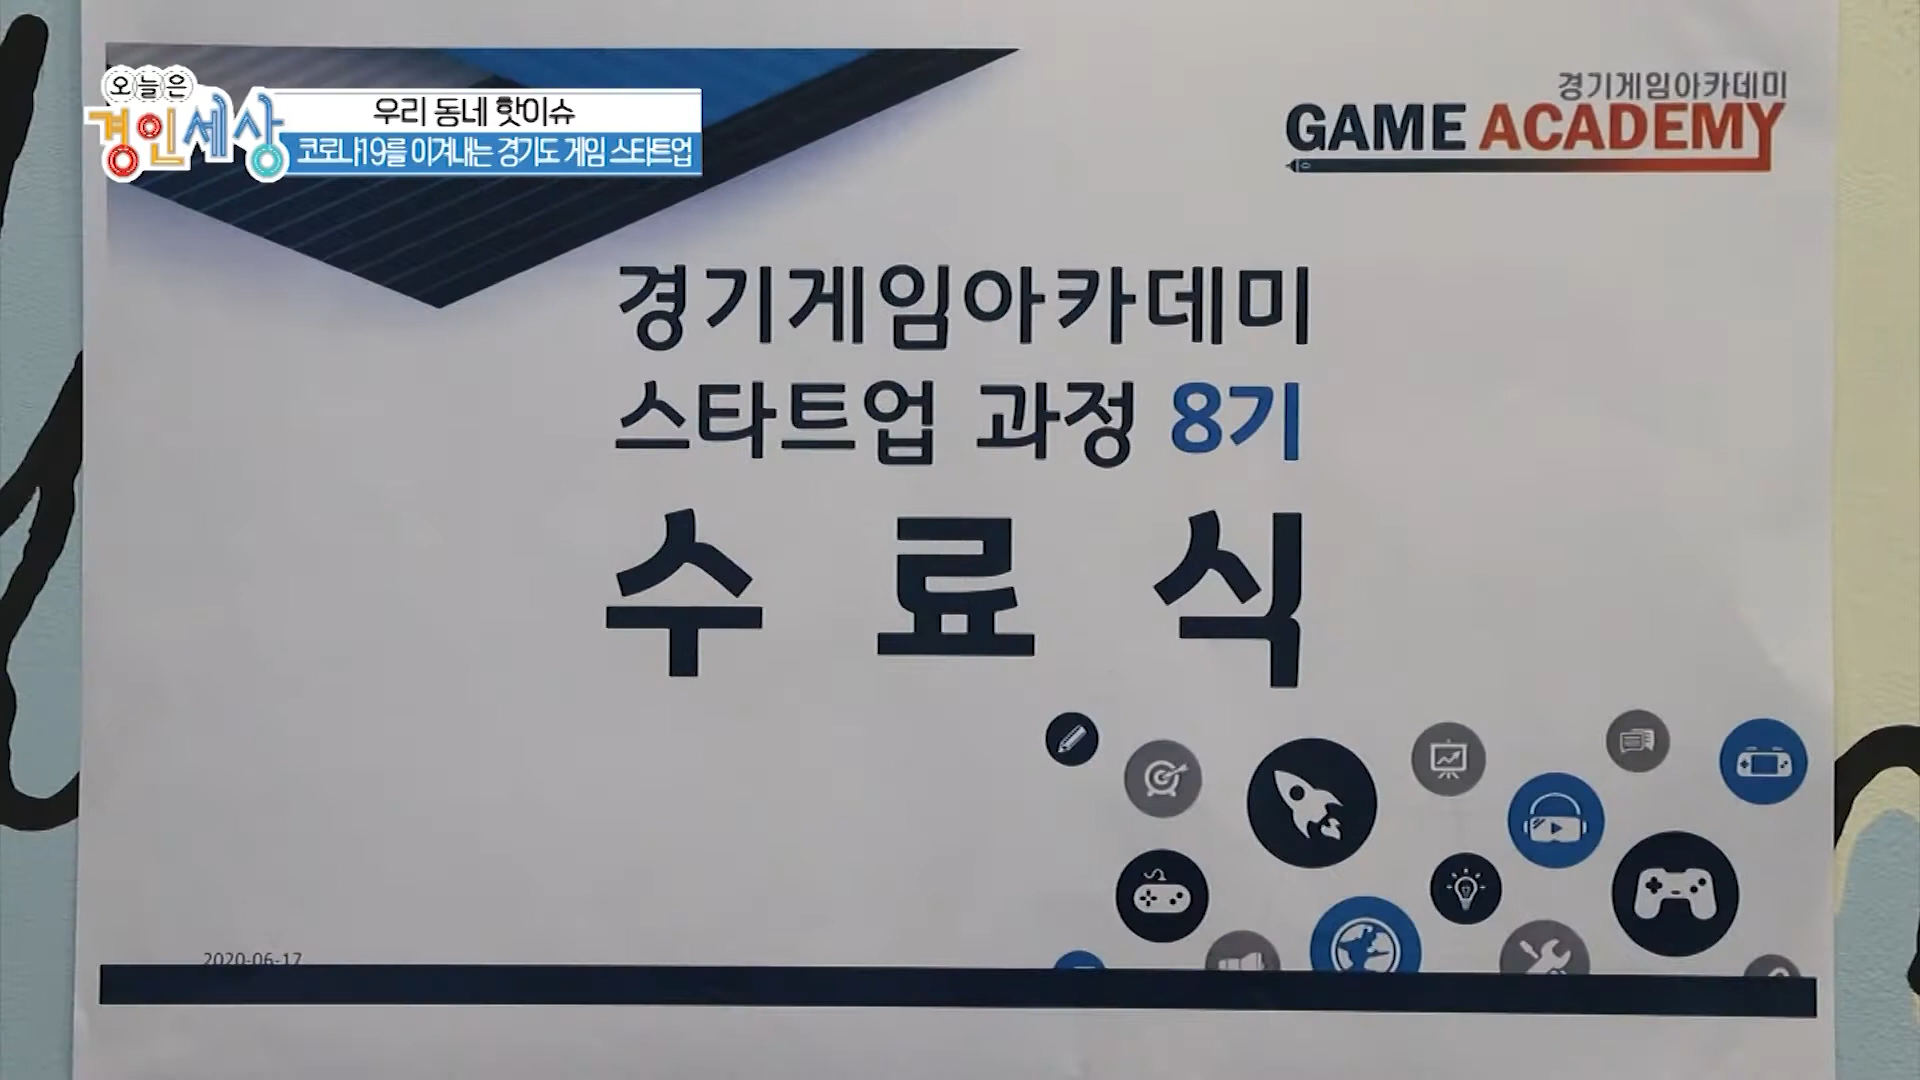 오늘은
경인세상
우리 동네 핫이슈
코로나19를 이겨내는 경기도 게임 스타트업
경기게임아카데미
GAME ACADEMY
경기게임아카데미
스타트업 과정 8기
수 료 식
2020-06-17